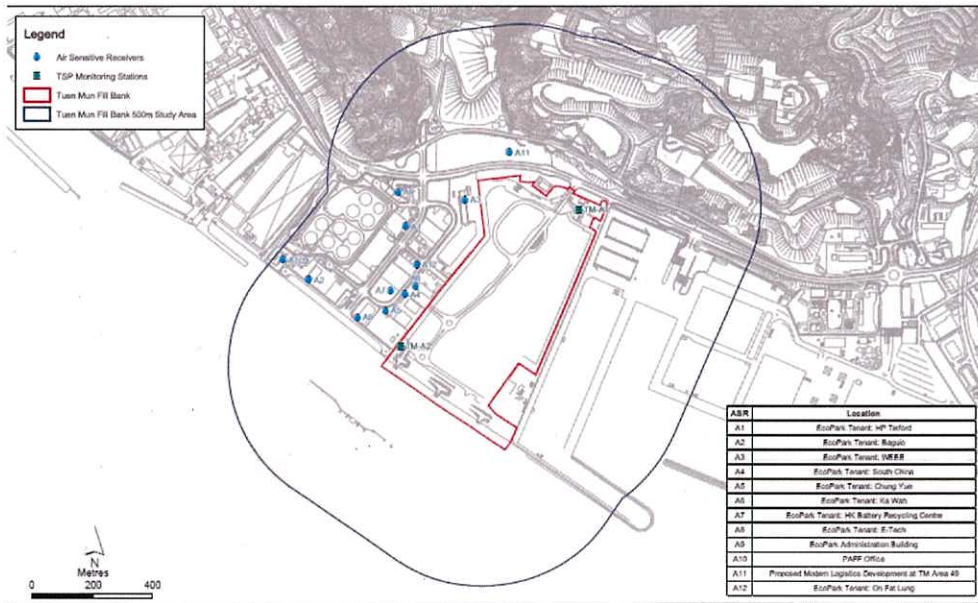 Legend
Air Sensitive Receivers
TSP Monitoring Stations
Tuen Mun Fill Bank
Tuen Mun Fill Bank 500m Study Area
A11
TM-A1
A12
A2
A7
A4
A5
A6
TM-A2
N
Metres
0 200 400
ASR Location
A1 EcoPark Tenant: HP Telford
A2 EcoPark Tenant: Baguio
A3 EcoPark Tenant: WEEE
A4 EcoPark Tenant: South China
A5 EcoPark Tenant: Chung Yue
A6 EcoPark Tenant: Ka Wah
A7 EcoPark Tenant: HK Battery Recycling Centre
A8 EcoPark Tenant: E-Tech
A9 EcoPark Administration Building
A10 PAFF Office
A11 Proposed Modern Logistics Development at TM Area 49
A12 EcoPark Tenant: On Fat Lung